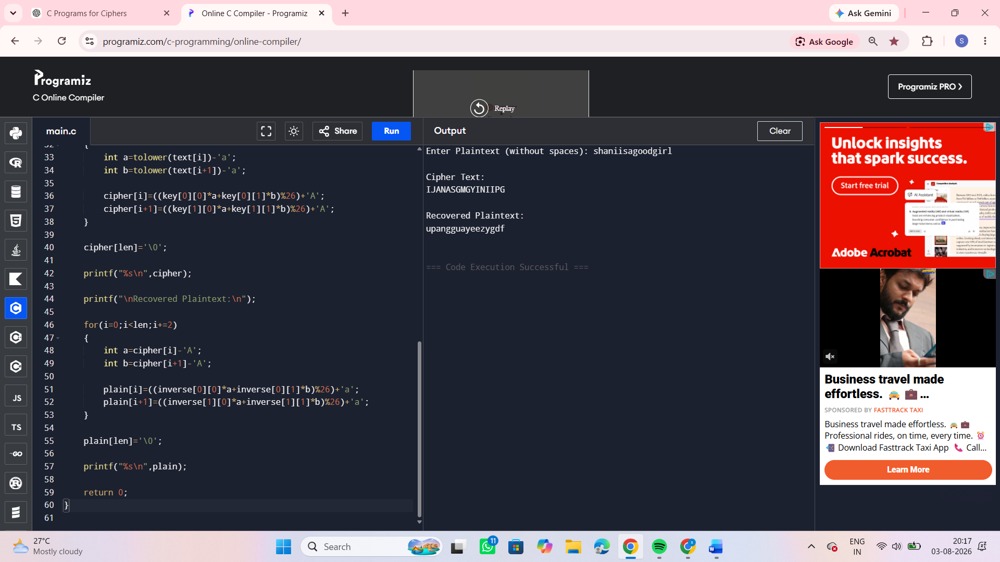 C Programs for Ciphers
Online C Compiler - Programiz
Ask Gemini
programiz.com/c-programming/online-compiler/
Ask Google
S
Programiz
C Online Compiler
Replay
Programiz PRO
main.c
Share
Run
Output
Clear
32 {
33 int a=tolower(text[i])-'a';
34 int b=tolower(text[i+1])-'a';
35
36 cipher[i]=((key[0][0]*a+key[0][1]*b)%26)+'A';
37 cipher[i+1]=((key[1][0]*a+key[1][1]*b)%26)+'A';
38 }
39
40 cipher[len]='\0';
41
42 printf("%s\n",cipher);
43
44 printf("\nRecovered Plaintext:\n");
45
46 for(i=0;i<len;i+=2)
47 {
48 int a=cipher[i]-'A';
49 int b=cipher[i+1]-'A';
50
51 plain[i]=((inverse[0][0]*a+inverse[0][1]*b)%26)+'a';
52 plain[i+1]=((inverse[1][0]*a+inverse[1][1]*b)%26)+'a';
53 }
54
55 plain[len]='\0';
56
57 printf("%s\n",plain);
58
59 return 0;
60 }
61
Enter Plaintext (without spaces): shaniisagoodgirl
Cipher Text:
IJANASGMGYINIIPG
Recovered Plaintext:
upangguayeezygdf
=== Code Execution Successful ===
JS
TS
GO
Unlock insights
that spark success.
Start free trial
AI Assistant
Adobe Acrobat
Business travel made
effortless. 🚕 💼 ...
SPONSORED BY FASTTRACK TAXI
Business travel made effortless. 🚕
Professional rides, on time, every time. ⏰
📲 Download Fasttrack Taxi App 📞 Call...
Learn More
27°C
Mostly cloudy
Search
11
ENG
IN
20:17
03-08-2026